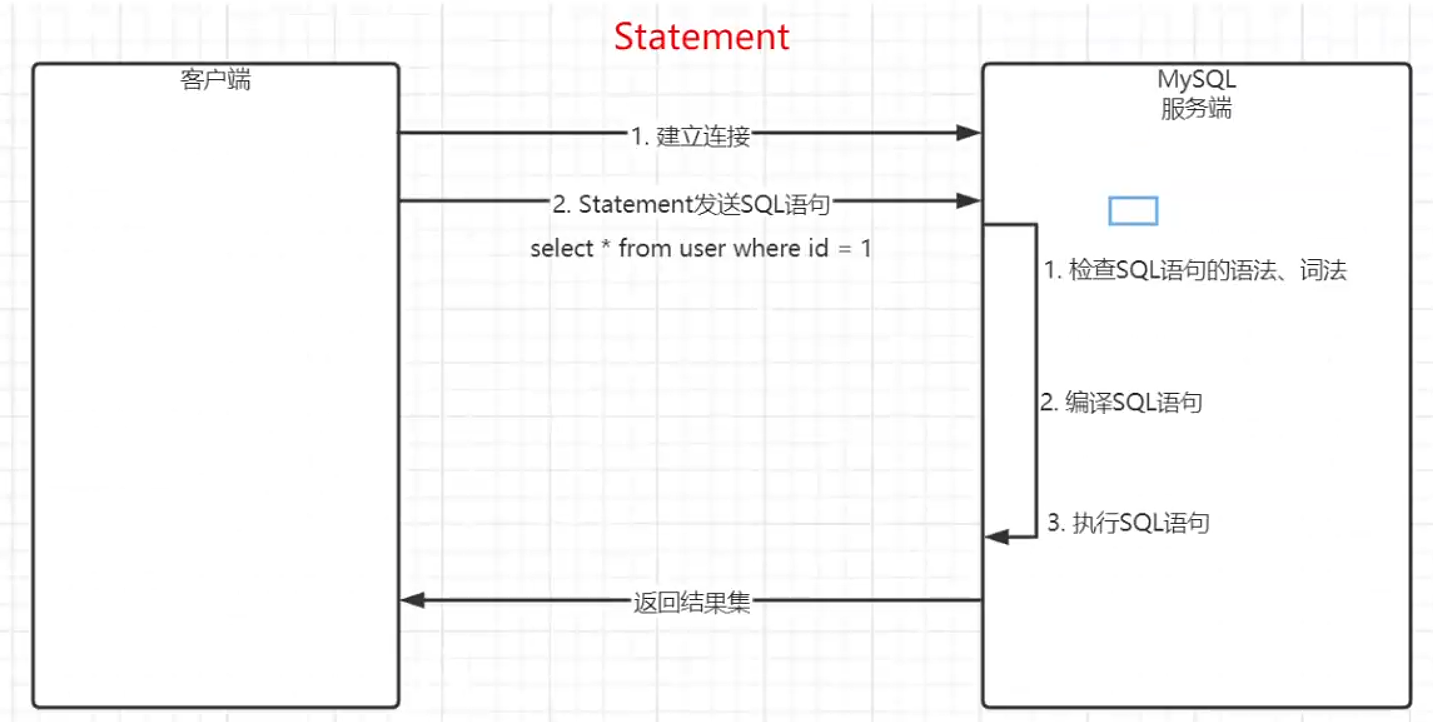 Statement
客户端
MySQL
服务端
1. 建立连接
2. Statement发送SQL语句
select * from user where id = 1
1. 检查SQL语句的语法、词法
2. 编译SQL语句
3. 执行SQL语句
返回结果集